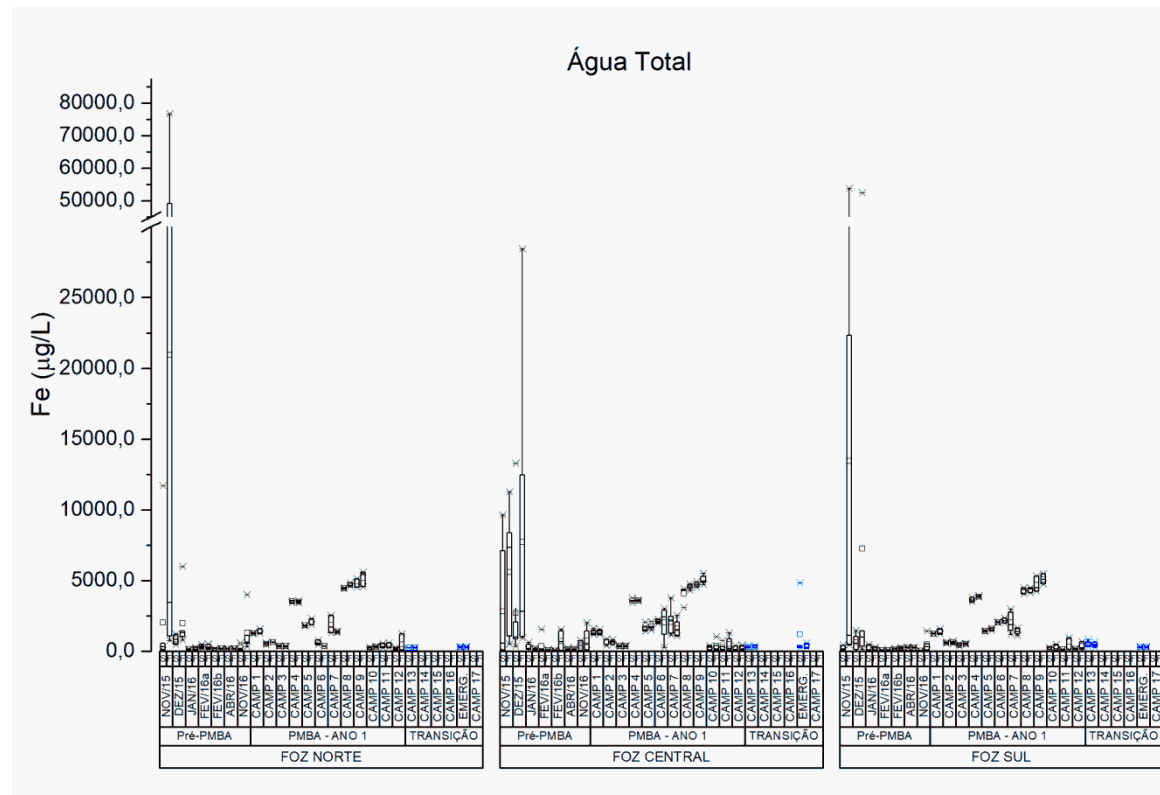 Água Total
Fe (µg/L)
80000,0
70000,0
60000,0
50000,0
25000,0
20000,0
15000,0
10000,0
5000,0
0,0
NOV/15
DEZ/15
JAN/16
FEV/16a
FEV/16b
ABR/16
NOV/16
CAMP 1
CAMP 2
CAMP 3
CAMP 4
CAMP 5
CAMP 6
CAMP 7
CAMP 8
CAMP 9
CAMP 10
CAMP 11
CAMP 12
CAMP 13
CAMP 14
CAMP 15
CAMP 16
EMERG.
CAMP 17
Pré-PMBA
PMBA - ANO 1
TRANSIÇÃO
FOZ NORTE
NOV/15
DEZ/15
JAN/16
FEV/16a
FEV/16b
ABR/16
NOV/16
CAMP 1
CAMP 2
CAMP 3
CAMP 4
CAMP 5
CAMP 6
CAMP 7
CAMP 8
CAMP 9
CAMP 10
CAMP 11
CAMP 12
CAMP 13
CAMP 14
CAMP 15
CAMP 16
EMERG.
CAMP 17
Pré-PMBA
PMBA - ANO 1
TRANSIÇÃO
FOZ CENTRAL
NOV/15
DEZ/15
JAN/16
FEV/16a
FEV/16b
ABR/16
NOV/16
CAMP 1
CAMP 2
CAMP 3
CAMP 4
CAMP 5
CAMP 6
CAMP 7
CAMP 8
CAMP 9
CAMP 10
CAMP 11
CAMP 12
CAMP 13
CAMP 14
CAMP 15
CAMP 16
EMERG.
CAMP 17
Pré-PMBA
PMBA - ANO 1
TRANSIÇÃO
FOZ SUL